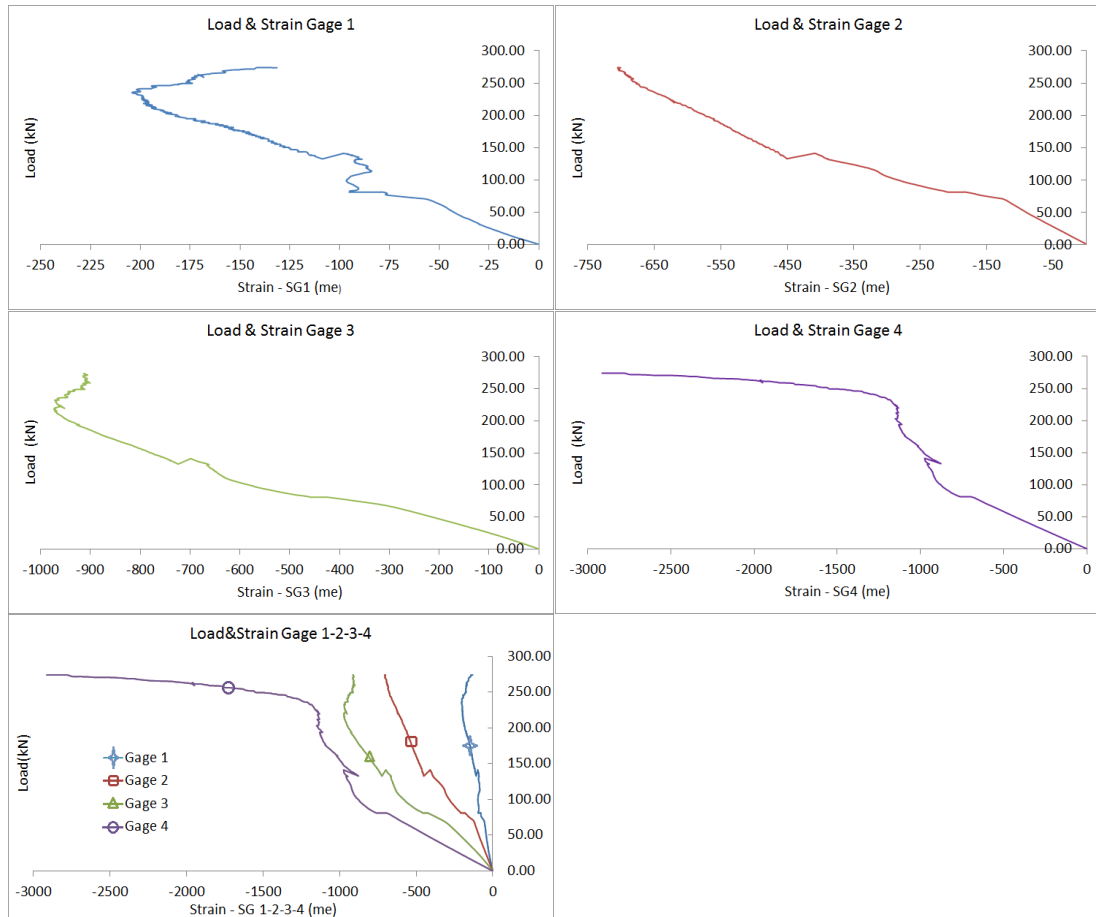 Load & Strain Gage 1
300.00
250.00
200.00
150.00
100.00
50.00
0.00
Load (kN)
-250 -225 -200 -175 -150 -125 -100 -75 -50 -25 0
Strain - SG1 (me)
Load & Strain Gage 2
300.00
250.00
200.00
150.00
100.00
50.00
0.00
Load (kN)
-750 -650 -550 -450 -350 -250 -150 -50
Strain - SG2 (me)
Load & Strain Gage 3
300.00
250.00
200.00
150.00
100.00
50.00
0.00
Load (kN)
-1000 -900 -800 -700 -600 -500 -400 -300 -200 -100 0
Strain - SG3 (me)
Load & Strain Gage 4
300.00
250.00
200.00
150.00
100.00
50.00
0.00
Load (kN)
-3000 -2500 -2000 -1500 -1000 -500 0
Strain - SG4 (me)
Load&Strain Gage 1-2-3-4
300.00
250.00
200.00
150.00
100.00
50.00
0.00
Load(kN)
Gage 1
Gage 2
Gage 3
Gage 4
-3000 -2500 -2000 -1500 -1000 -500 0
Strain - SG 1-2-3-4 (me)